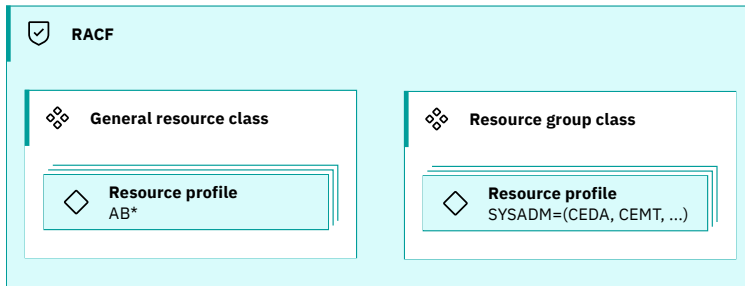 RACF
General resource class
Resource profile
AB*
Resource group class
Resource profile
SYSADM=(CEDA, CEMT, ...)